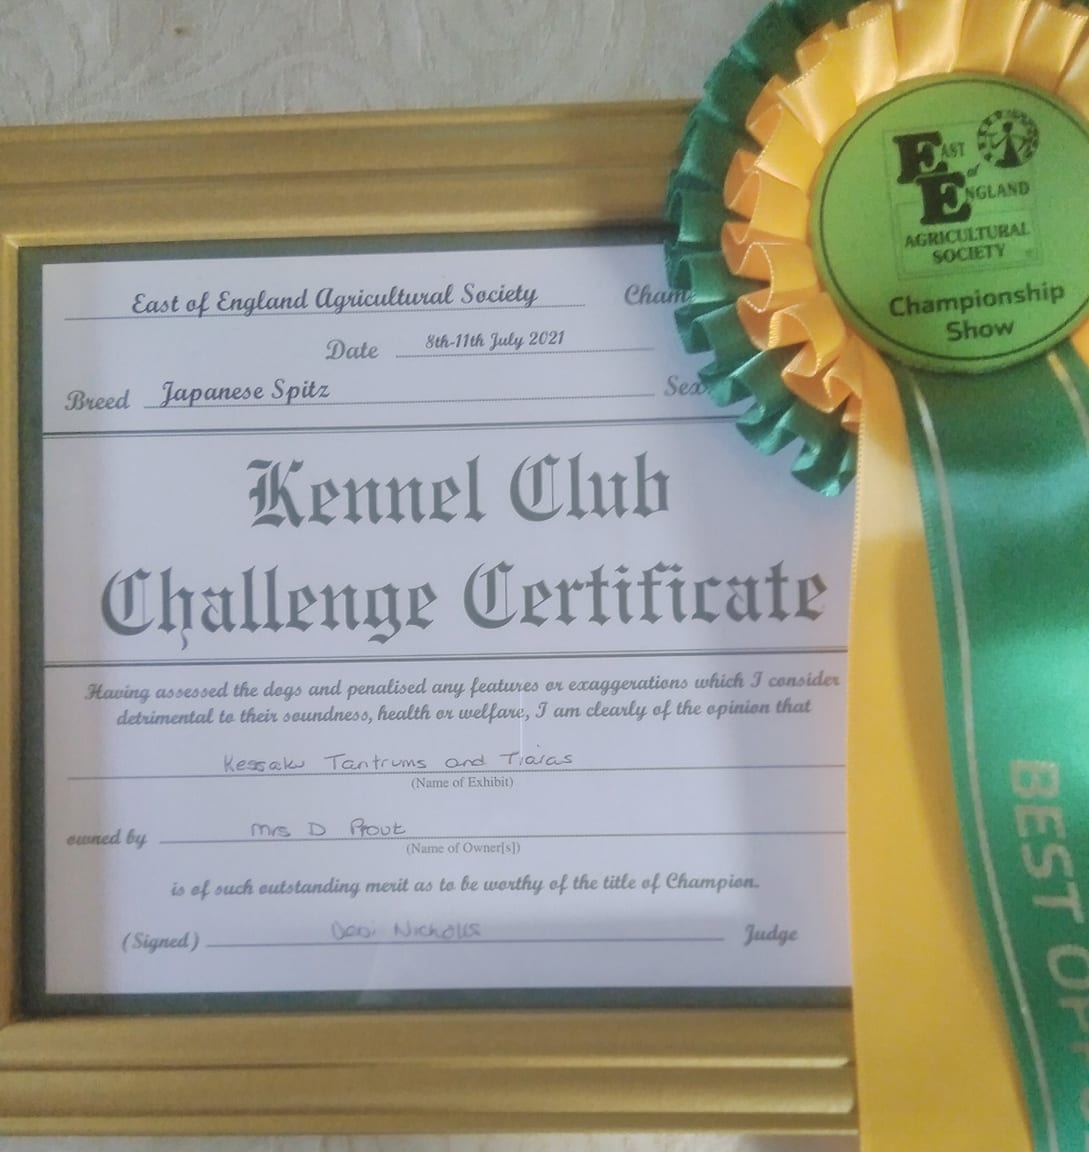 East of England Agricultural Society Cham
Date 8th-11th July 2021
Breed Japanese Spitz Sex
Kennel Club
Challenge Certificate
Having assessed the dogs and penalised any features or exaggerations which I consider
detrimental to their soundness, health or welfare, I am clearly of the opinion that
Kessaku Tantrums and Tiaras
(Name of Exhibit)
owned by Mrs D Prout
(Name of Owner[s])
is of such outstanding merit as to be worthy of the title of Champion.
(Signed) Nicholls Judge
EAST
of
ENGLAND
AGRICULTURAL
SOCIETY
Championship
Show
BEST OPPO